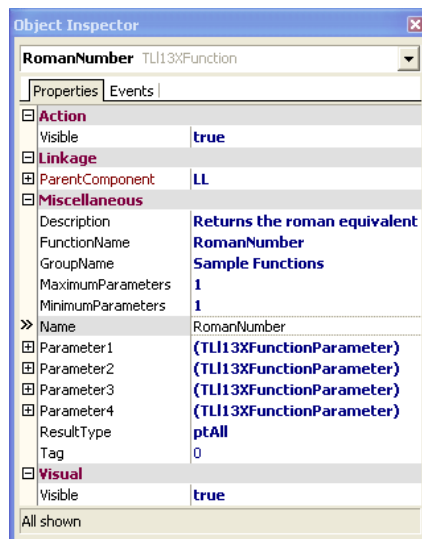 Object Inspector
RomanNumber TLl13XFunction
Properties Events
Action
Visible true
Linkage
ParentComponent LL
Miscellaneous
Description Returns the roman equivalent
FunctionName RomanNumber
GroupName Sample Functions
MaximumParameters 1
MinimumParameters 1
Name RomanNumber
Parameter1 (TLl13XFunctionParameter)
Parameter2 (TLl13XFunctionParameter)
Parameter3 (TLl13XFunctionParameter)
Parameter4 (TLl13XFunctionParameter)
ResultType ptAll
Tag 0
Visual
Visible true
All shown